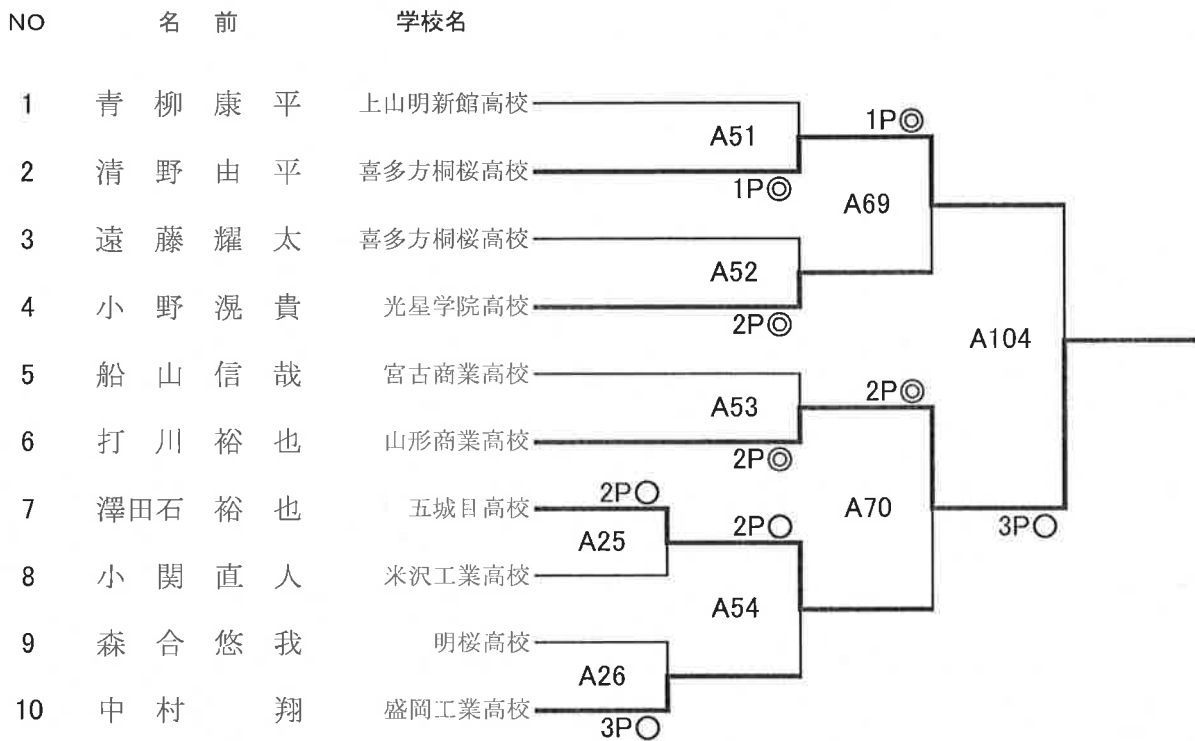 NO 名 前 学校名
1 青 柳 康 平 上山明新館高校
1P◎
A51
2 清 野 由 平 喜多方桐桜高校
1P◎
A69
3 遠 藤 耀 太 喜多方桐桜高校
A52
4 小 野 滉 貴 光星学院高校
2P◎
A104
5 船 山 信 哉 宮古商業高校
2P◎
A53
6 打 川 裕 也 山形商業高校
2P◎
7 澤田石 裕 也 五城目高校
2P○
A70
2P○
3P○
A25
8 小 関 直 人 米沢工業高校
A54
9 森 合 悠 我 明桜高校
A26
10 中 村 翔 盛岡工業高校
3P○